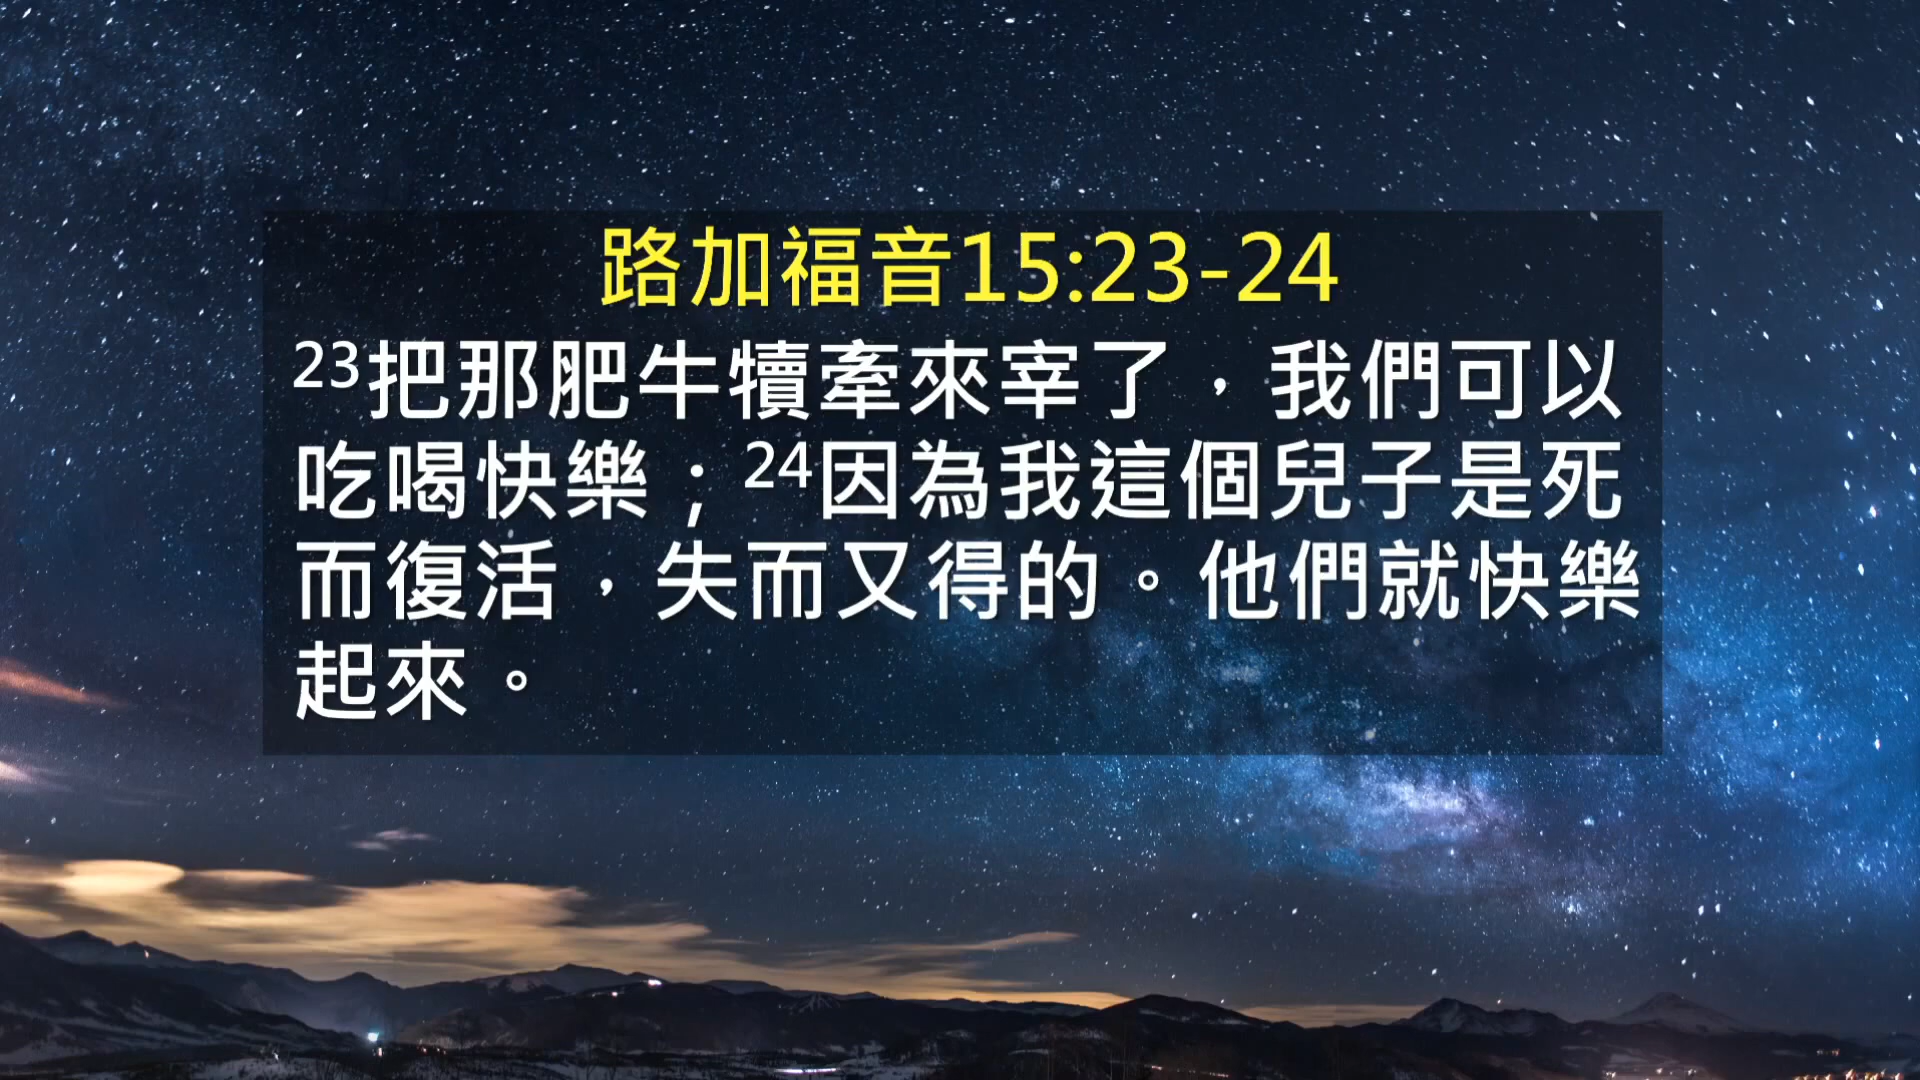 路加福音15:23-24
23把那肥牛犢牽來宰了，我們可以
吃喝快樂；24因為我這個兒子是死
而復活，失而又得的。他們就快樂
起來。